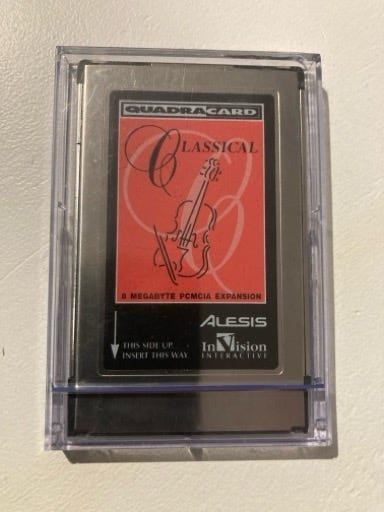 QUADRACARD
CLASSICAL
8 MEGABYTE PCMCIA EXPANSION
ALESIS
THIS SIDE UP.
INSERT THIS WAY
InVision
INTERACTIVE